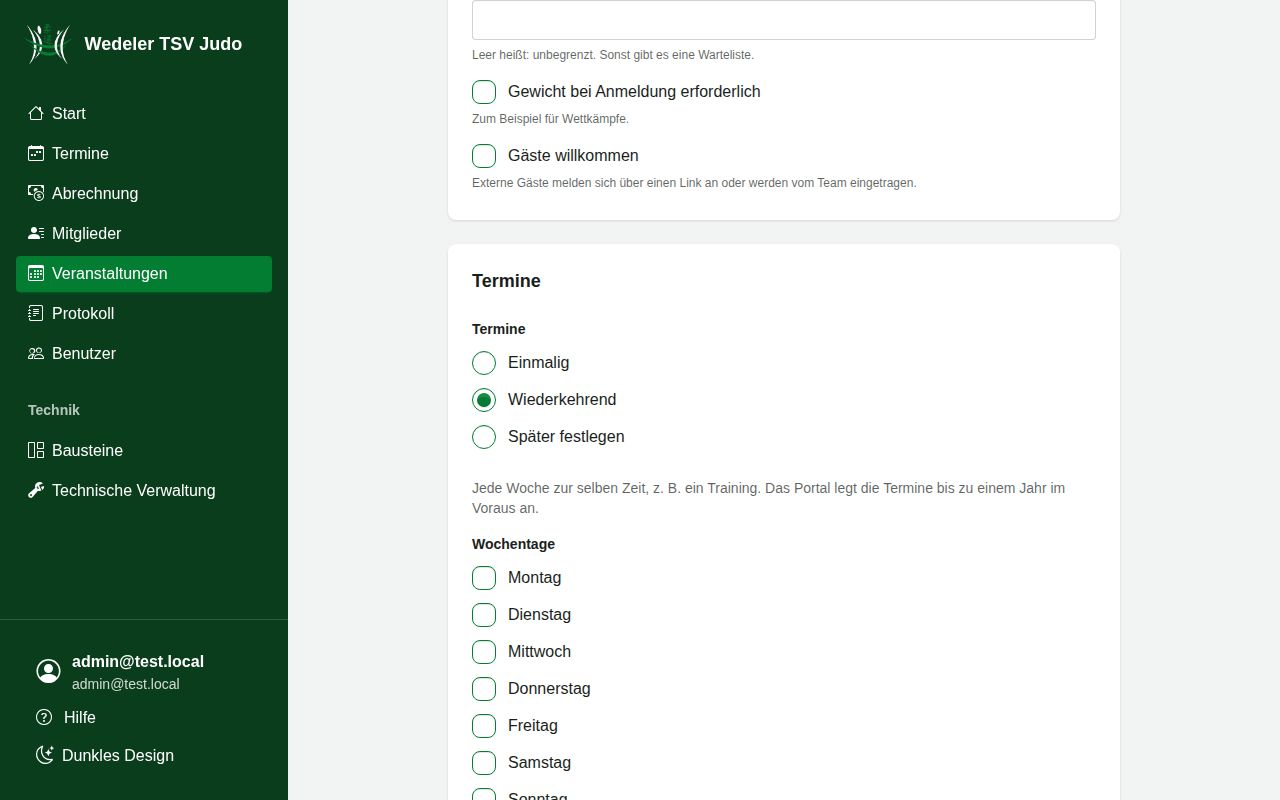 Wedeler TSV Judo
Start
Termine
Abrechnung
Mitglieder
Veranstaltungen
Protokoll
Benutzer
Technik
Bausteine
Technische Verwaltung
admin@test.local
admin@test.local
Hilfe
Dunkles Design
Leer heißt: unbegrenzt. Sonst gibt es eine Warteliste.
Gewicht bei Anmeldung erforderlich
Zum Beispiel für Wettkämpfe.
Gäste willkommen
Externe Gäste melden sich über einen Link an oder werden vom Team eingetragen.
Termine
Termine
Einmalig
Wiederkehrend
Später festlegen
Jede Woche zur selben Zeit, z. B. ein Training. Das Portal legt die Termine bis zu einem Jahr im
Voraus an.
Wochentage
Montag
Dienstag
Mittwoch
Donnerstag
Freitag
Samstag
Sonntag